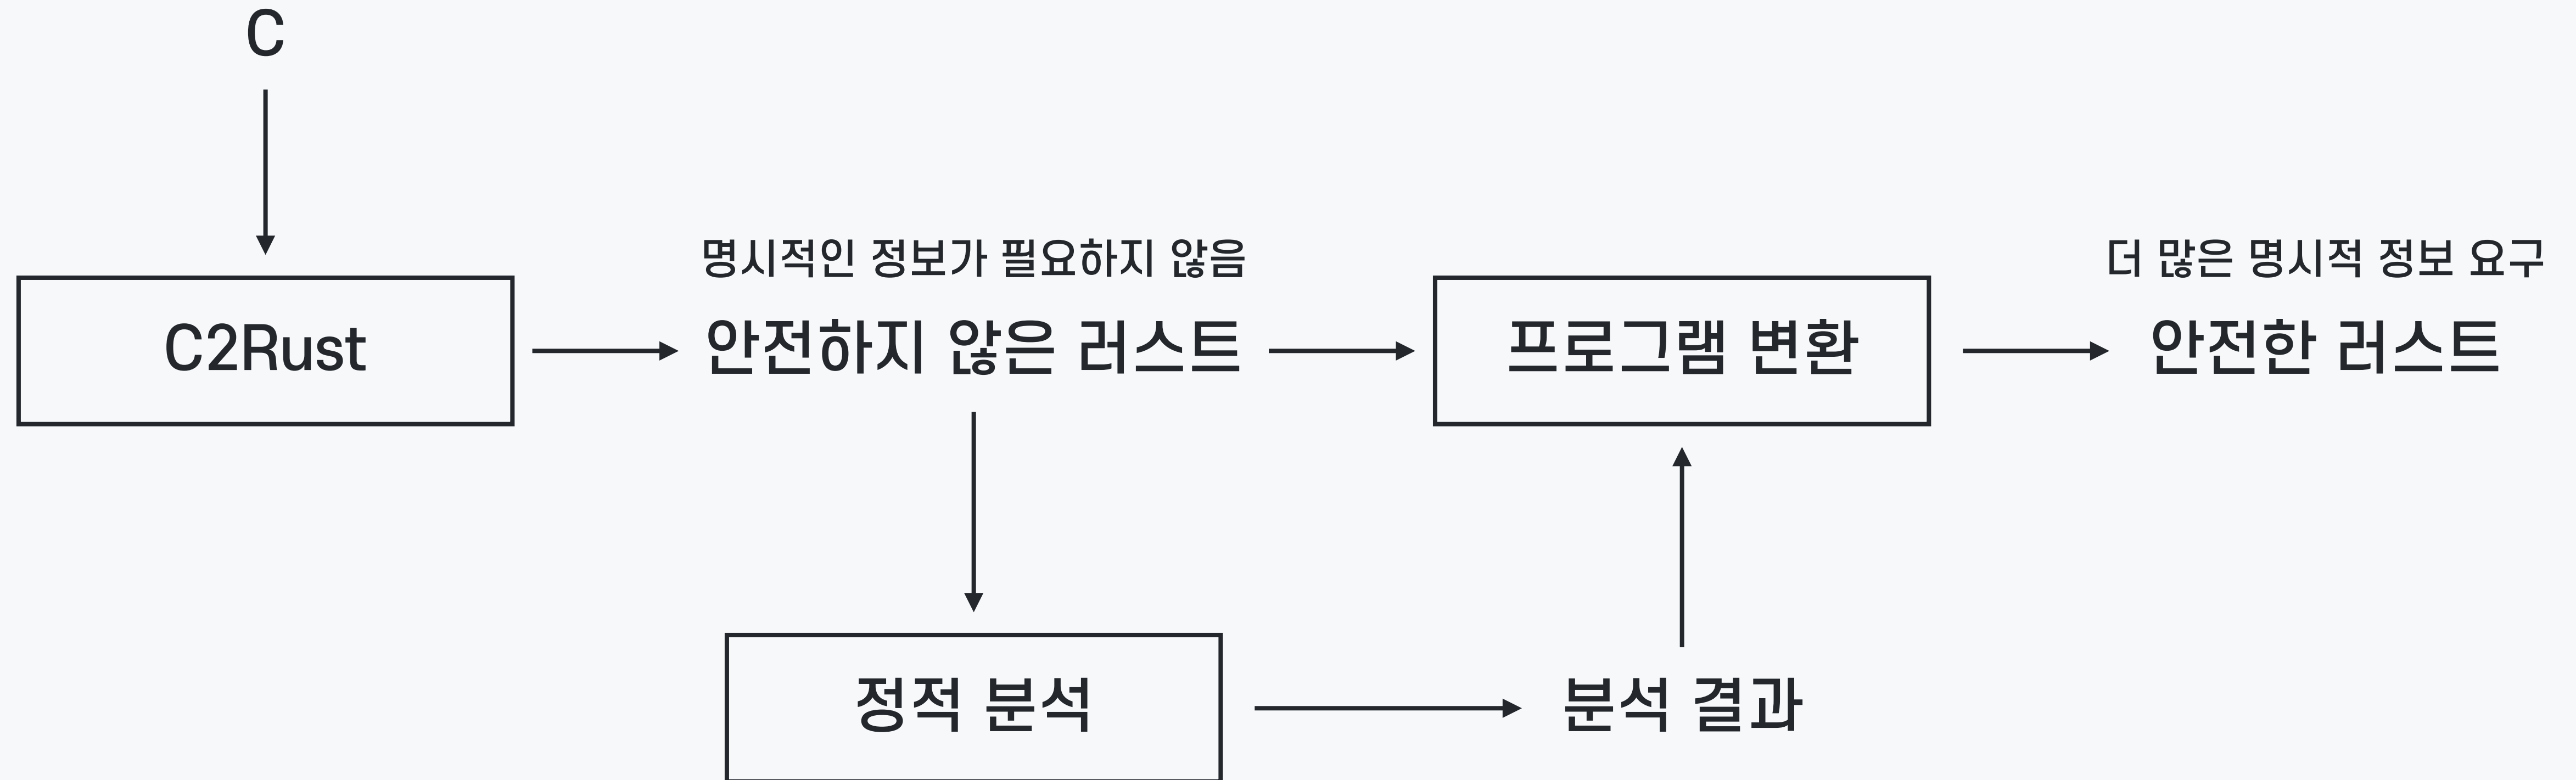 C
C2Rust
명시적인 정보가 필요하지 않음
안전하지 않은 러스트
프로그램 변환
더 많은 명시적 정보 요구
안전한 러스트
정적 분석
분석 결과